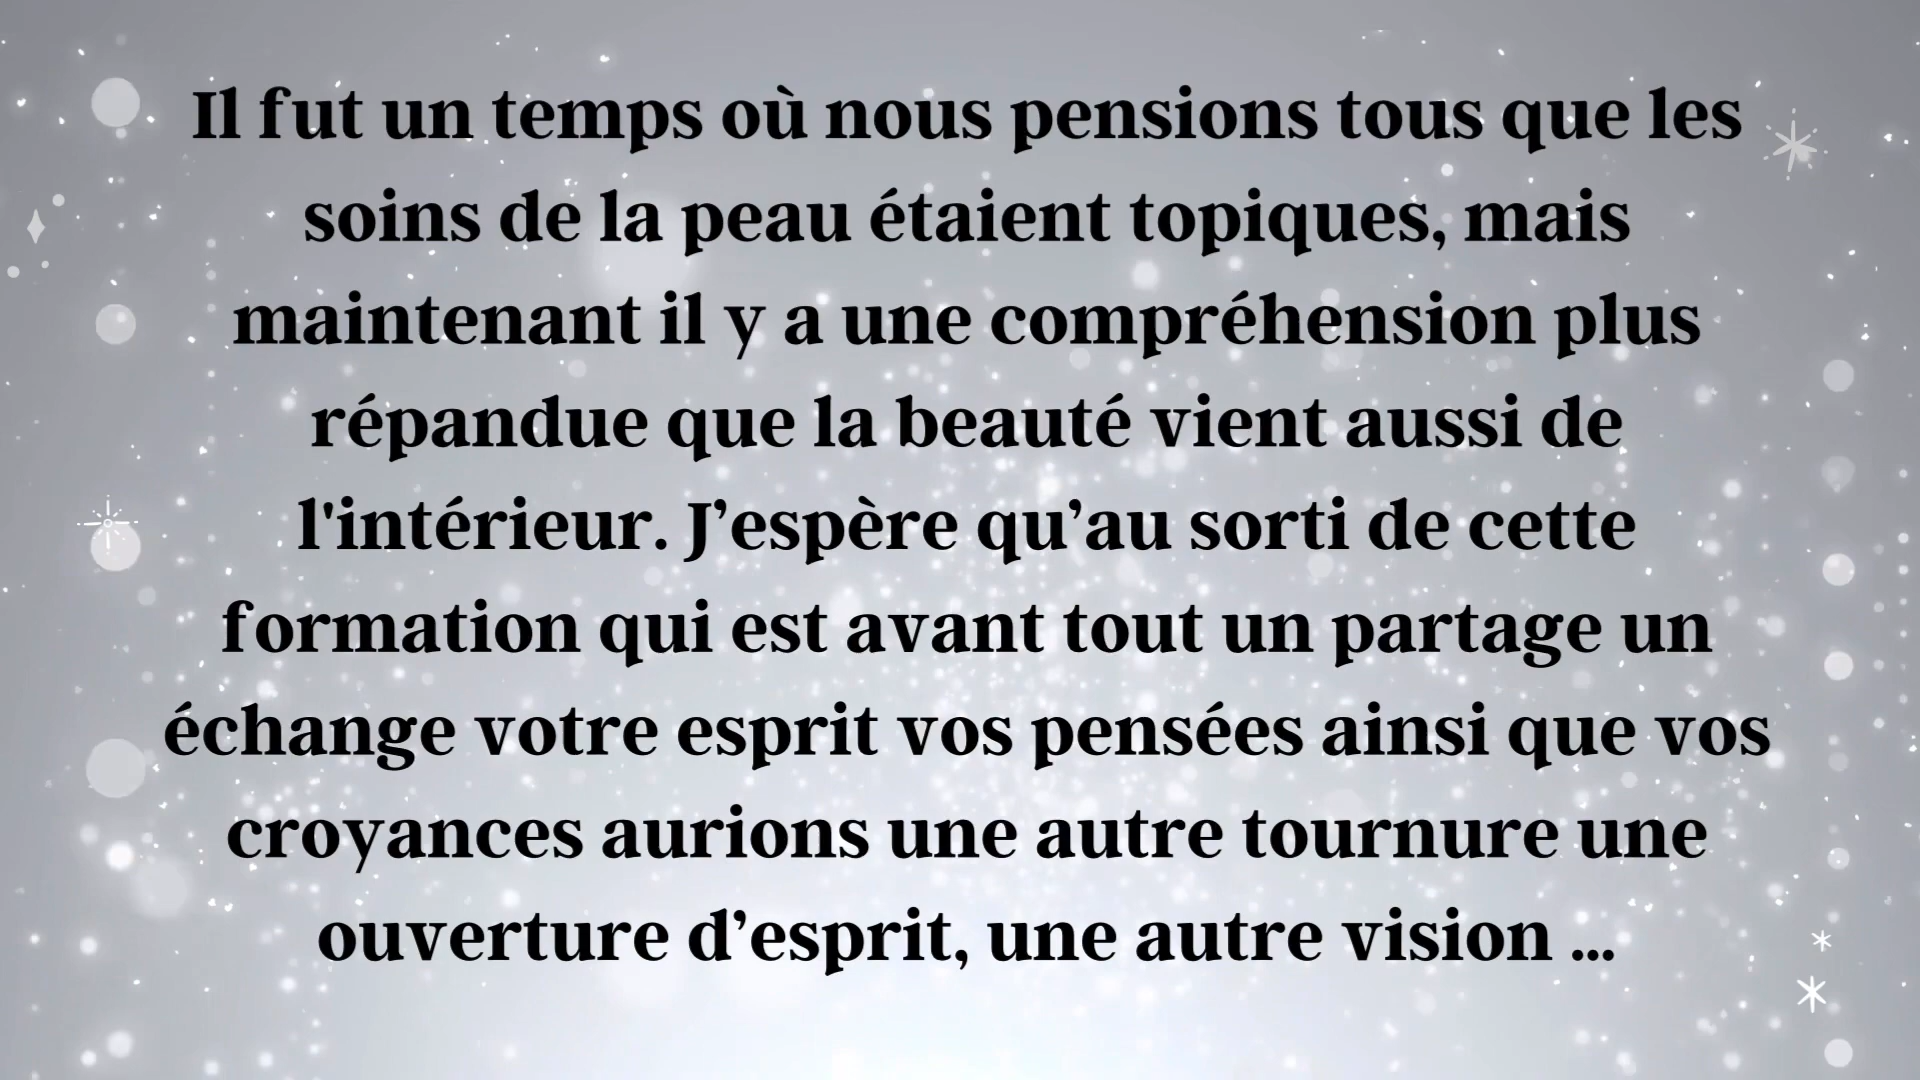 Il fut un temps où nous pensions tous que les
soins de la peau étaient topiques, mais
maintenant il y a une compréhension plus
répandue que la beauté vient aussi de
l'intérieur. J’espère qu’au sorti de cette
formation qui est avant tout un partage un
échange votre esprit vos pensées ainsi que vos
croyances aurions une autre tournure une
ouverture d’esprit, une autre vision ...